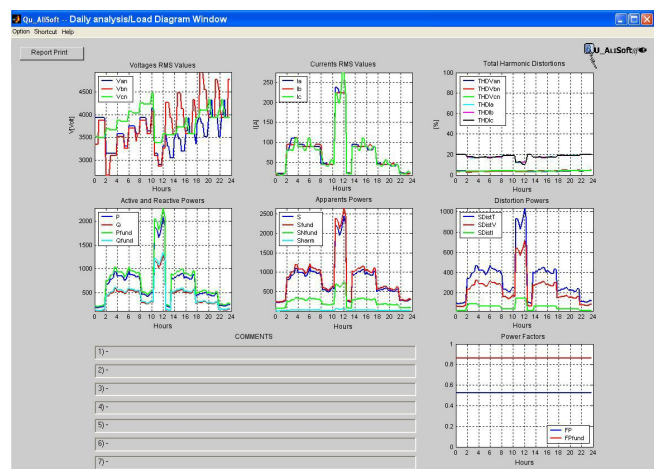 Qu_AliSoft -- Daily analysis/Load Diagram Window
Option Shortcut Help
Report Print
QU_ALISOFT
Voltages RMS Values
Currents RMS Values
Total Harmonic Distortions
Van
Vbn
Vcn
V[Volt]
4500
4000
3500
3000
0 2 4 6 8 10 12 14 16 18 20 22 24
Hours
Ia
Ib
Ic
I[A]
250
200
150
100
50
0 2 4 6 8 10 12 14 16 18 20 22 24
Hours
THDVan
THDVbn
THDVcn
THDIa
THDIb
THDIc
[%]
100
80
60
40
20
0
0 2 4 6 8 10 12 14 16 18 20 22 24
Hours
Active and Reactive Powers
Apparents Powers
Distortion Powers
P
Q
Pfund
Qfund
2000
1500
1000
500
0 2 4 6 8 10 12 14 16 18 20 22 24
Hours
S
Sfund
SNfund
Sharm
2500
2000
1500
1000
500
0 2 4 6 8 10 12 14 16 18 20 22 24
Hours
SDistT
SDistV
SDistI
1000
800
600
400
200
0 2 4 6 8 10 12 14 16 18 20 22 24
Hours
COMMENTS
1) -
2) -
3) -
4) -
5) -
6) -
7) -
Power Factors
1
0.8
0.6
0.4
0.2
0
FP
FPfund
0 2 4 6 8 10 12 14 16 18 20 22 24
Hours